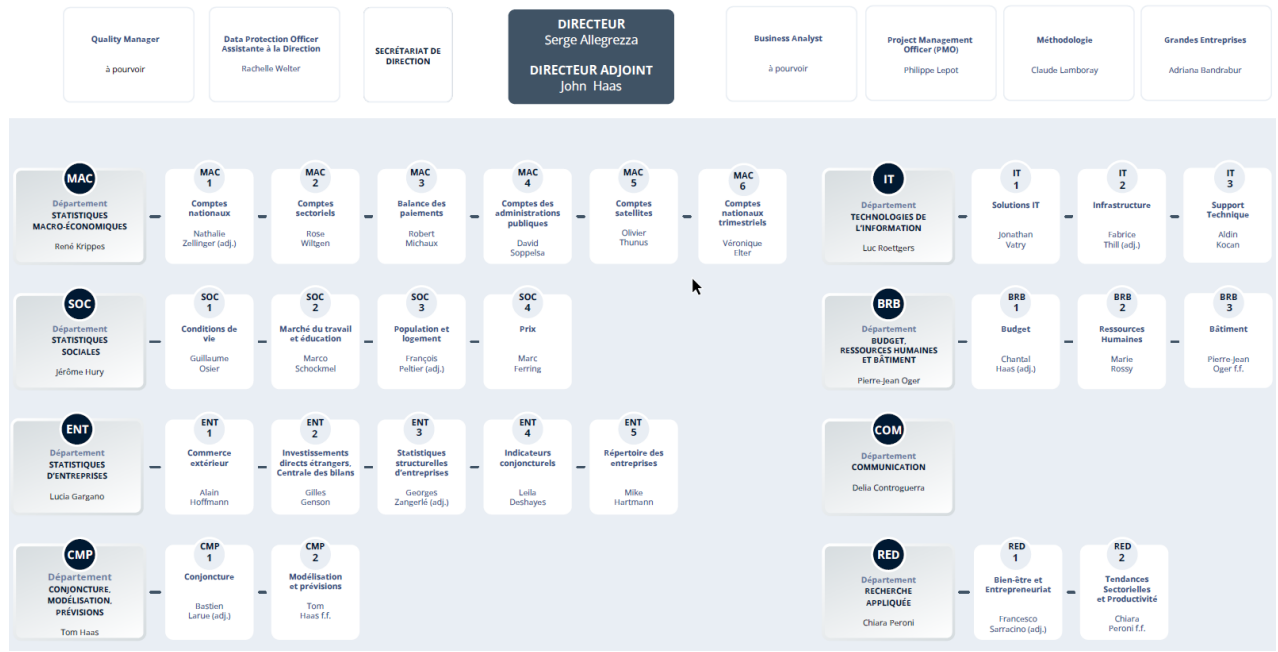 Quality Manager
à pourvoir
Data Protection Officer
Assistante à la Direction
Rachelle Welter
SECRÉTARIAT DE
DIRECTION
DIRECTEUR
Serge Allegrezza
DIRECTEUR ADJOINT
John Haas
Business Analyst
à pourvoir
Project Management
Officer (PMO)
Philippe Lepot
Méthodologie
Claude Lamboray
Grandes Entreprises
Adriana Bandrabur
MAC
Département
STATISTIQUES
MACRO-ÉCONOMIQUES
René Krippes
MAC
1
Comptes
nationaux
Nathalie
Zellinger (adj.)
MAC
2
Comptes
sectoriels
Rose
Wiltgen
MAC
3
Balance des
paiements
Robert
Michaux
MAC
4
Comptes des
administrations
publiques
David
Soppelsa
MAC
5
Comptes
satellites
Olivier
Thunus
MAC
6
Comptes
nationaux
trimestriels
Véronique
Elter
IT
Département
TECHNOLOGIES DE
L'INFORMATION
Luc Roettgers
IT
1
Solutions IT
Jonathan
Vatry
IT
2
Infrastructure
Fabrice
Thill (adj.)
IT
3
Support
Technique
Aldin
Kocan
SOC
Département
STATISTIQUES
SOCIALES
Jérôme Hury
SOC
1
Conditions de
vie
Guillaume
Osier
SOC
2
Marché du travail
et éducation
Marco
Schockmel
SOC
3
Population et
logement
François
Peltier (adj.)
SOC
4
Prix
Marc
Ferring
BRB
Département
BUDGET,
RESSOURCES HUMAINES
ET BÂTIMENT
Pierre-Jean Oger
BRB
1
Budget
Chantal
Haas (adj.)
BRB
2
Ressources
Humaines
Marie
Rossy
BRB
3
Bâtiment
Pierre-Jean
Oger f.f.
ENT
Département
STATISTIQUES
D'ENTREPRISES
Lucia Gargano
ENT
1
Commerce
extérieur
Alain
Hoffmann
ENT
2
Investissements
directs étrangers,
Centrale des bilans
Gilles
Genson
ENT
3
Statistiques
structurelles
d'entreprises
Georges
Zangerlé (adj.)
ENT
4
Indicateurs
conjoncturels
Leila
Deshayes
ENT
5
Répertoire des
entreprises
Mike
Hartmann
COM
Département
COMMUNICATION
Delia Controguerra
CMP
Département
CONJONCTURE,
MODÉLISATION,
PRÉVISIONS
Tom Haas
CMP
1
Conjoncture
Bastien
Larue (adj.)
CMP
2
Modélisation
et prévisions
Tom
Haas f.f.
RED
Département
RECHERCHE
APPLIQUÉE
Chiara Peroni
RED
1
Bien-être et
Entrepreneuriat
Francesco
Sarracino (adj.)
RED
2
Tendances
Sectorielles
et Productivité
Chiara
Peroni f.f.